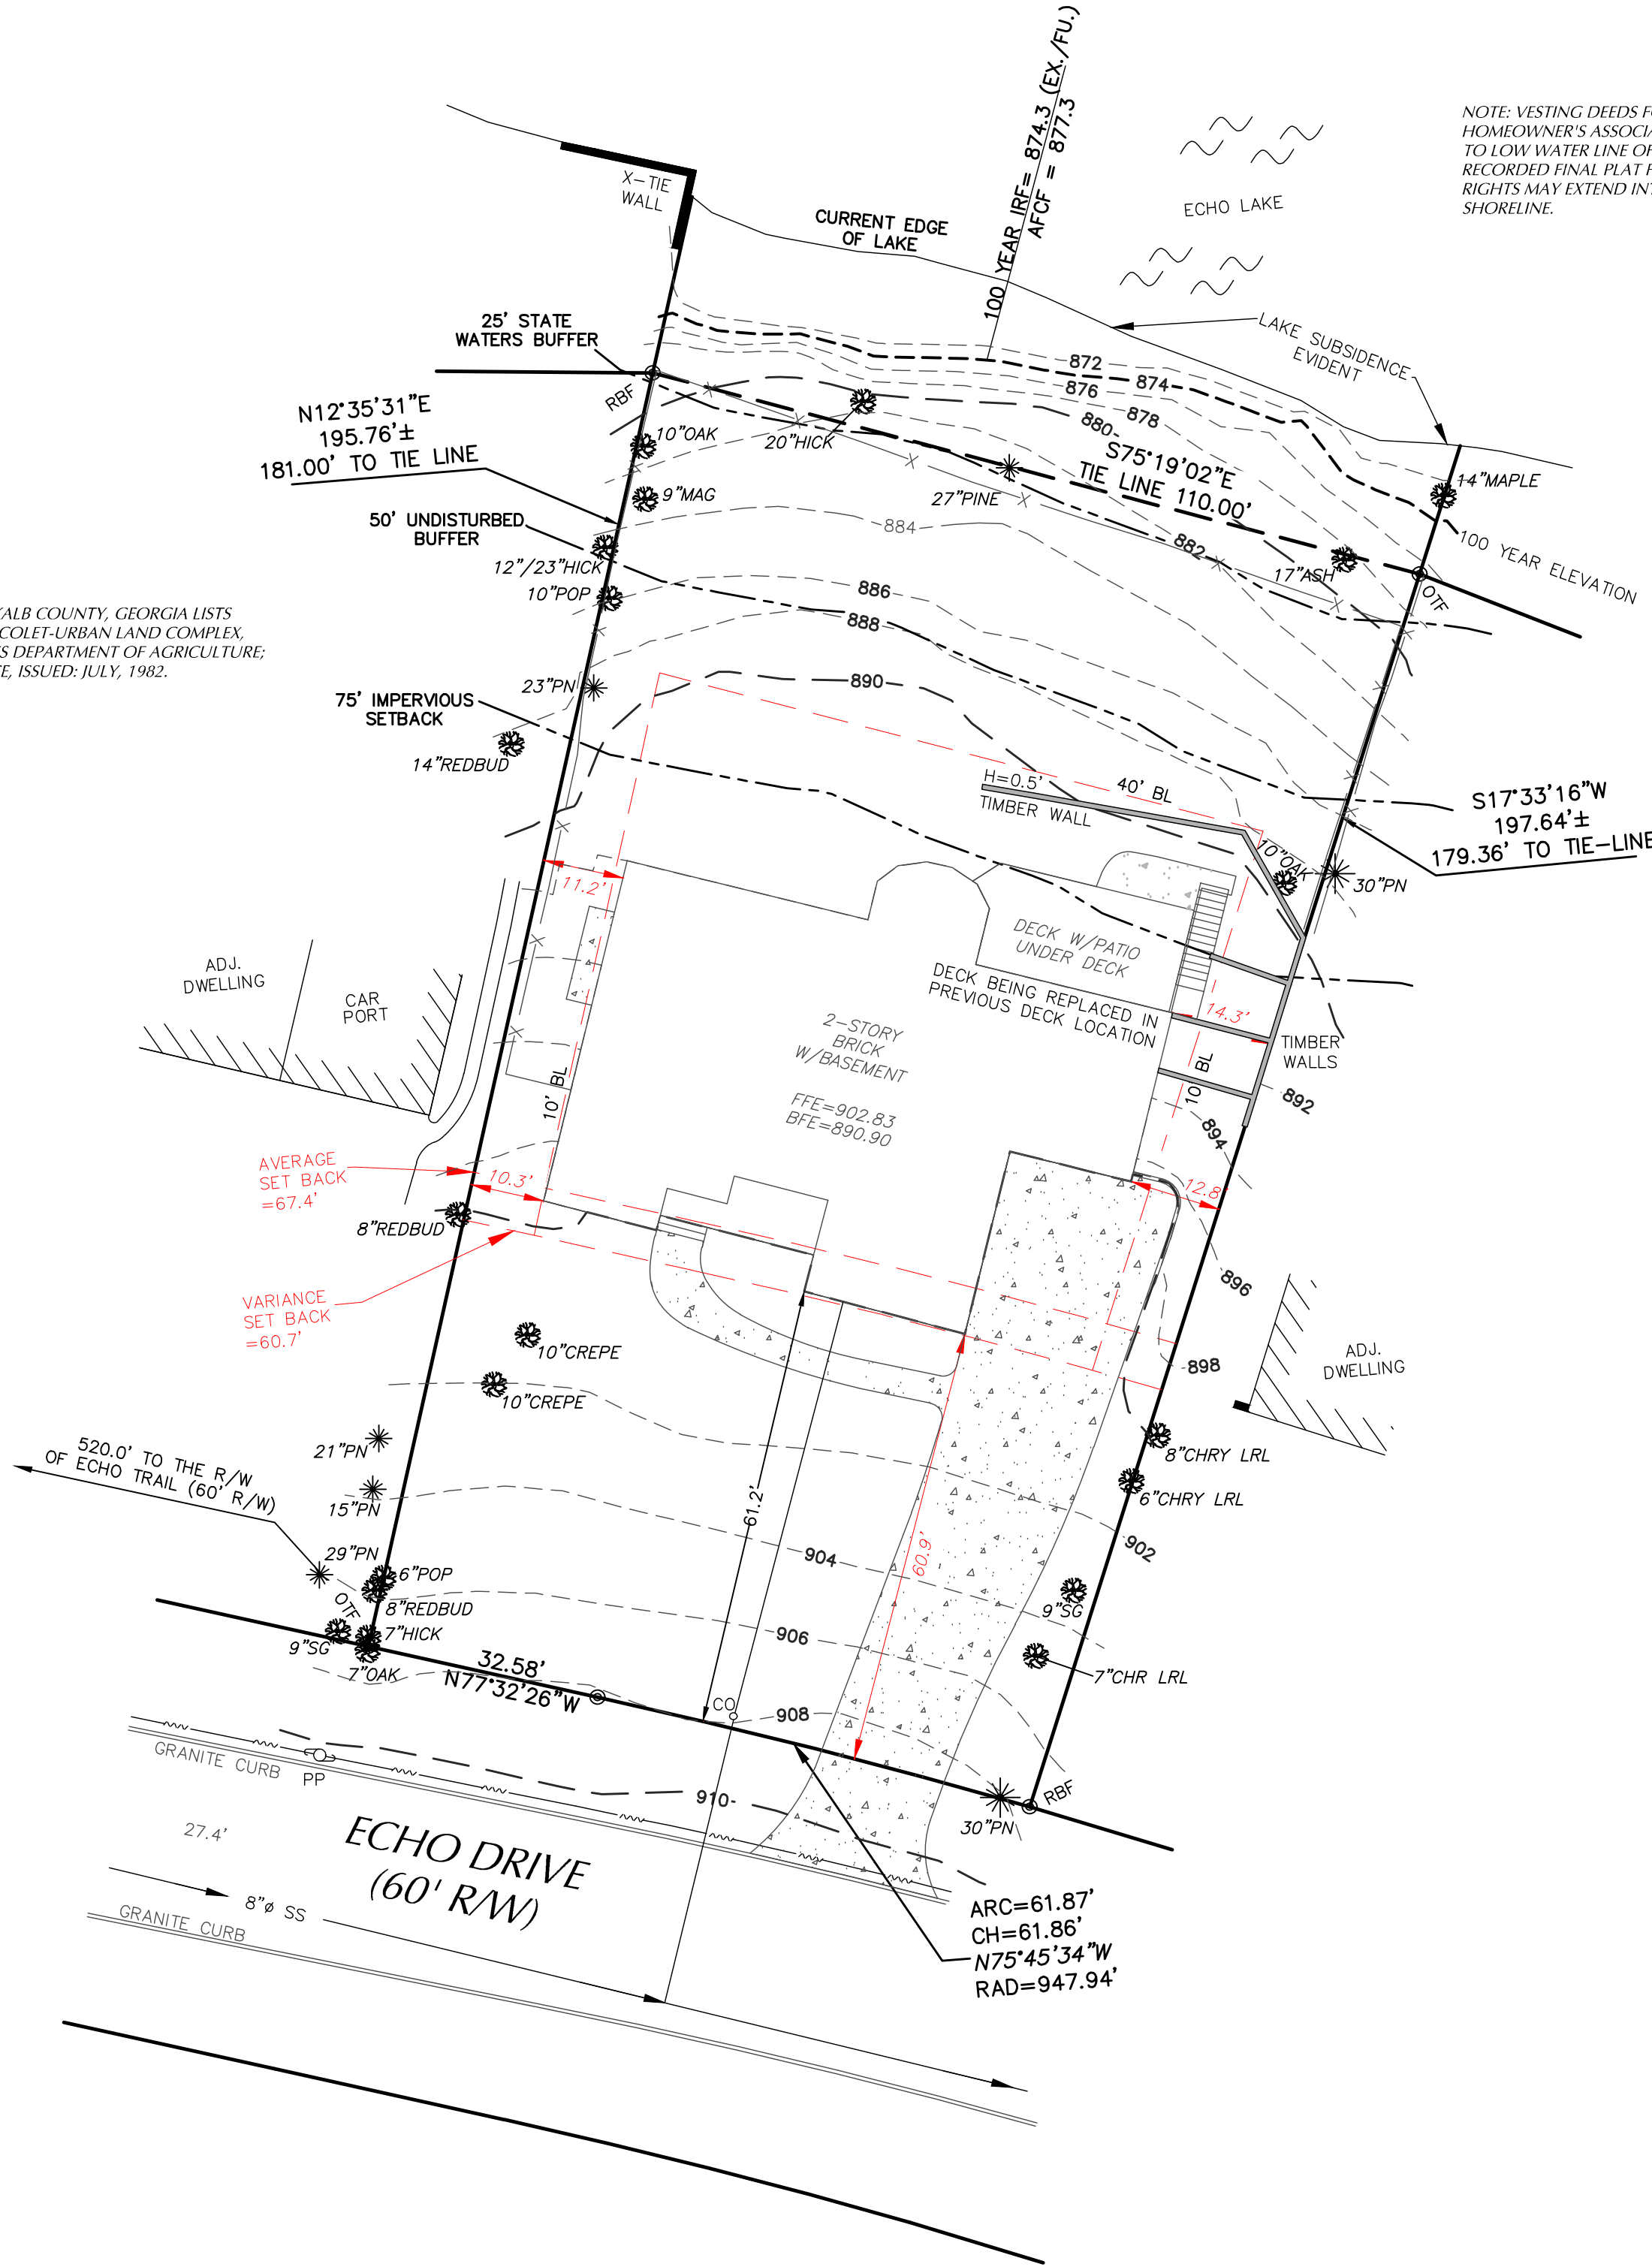 100 YEAR IRF= 874.3 (EX./FU.)
AFCF = 877.3
NOTE: VESTING DEEDS
HOMEOWNER'S
TO LOW WATER LINE OF
RECORDED FINAL PLAT
RIGHTS MAY EXTEND
SHORELINE.
X-TIE
WALL
CURRENT EDGE
OF LAKE
ECHO LAKE
25' STATE
WATERS BUFFER
LAKE SUBSIDENCE
EVIDENT
872
874
876
878
880-
RBF
N12°35'31"E
195.76'±
181.00' TO TIE LINE
10"OAK
20"HICK
S75°19'02"E
TIE LINE 110.00'
14"MAPLE
9"MAG
27"PINE
50' UNDISTURBED
BUFFER
884
882
100 YEAR ELEVATION
12"/23"HICK
17"ASH
OTF
10"POP
886
888
ALB COUNTY, GEORGIA LISTS
COLET-URBAN LAND COMPLEX,
S DEPARTMENT OF AGRICULTURE;
E, ISSUED: JULY, 1982.
23"PN
890
75' IMPERVIOUS
SETBACK
14"REDBUD
H=0.5'
TIMBER WALL
40' BL
S17°33'16"W
197.64'±
179.36' TO TIE-LINE
10"OAK
30"PN
11.2'
DECK W/PATIO
UNDER DECK
ADJ.
DWELLING
CAR
PORT
DECK BEING REPLACED IN
PREVIOUS DECK LOCATION
14.3'
2-STORY
BRICK
W/BASEMENT
FFE=902.83
BFE=890.90
TIMBER
WALLS
10' BL
10' BL
892
894
AVERAGE
SET BACK
=67.4'
10.3'
12.8'
8"REDBUD
VARIANCE
SET BACK
=60.7'
896
10"CREPE
ADJ.
DWELLING
898
10"CREPE
21"PN
8"CHRY LRL
520.0' TO THE R/W
OF ECHO TRAIL (60' R/W)
15"PN
6"CHRY LRL
61.2'
60.9'
902
904
29"PN
6"POP
OTF
8"REDBUD
9"SG
9"SG
7"HICK
7"OAK
906
7"CHR LRL
32.58'
N77°32'26"W
CO
908
GRANITE CURB
PP
910-
RBF
30"PN
27.4'
ECHO DRIVE
(60' R/W)
8"ø SS
GRANITE CURB
ARC=61.87'
CH=61.86'
N75°45'34"W
RAD=947.94'